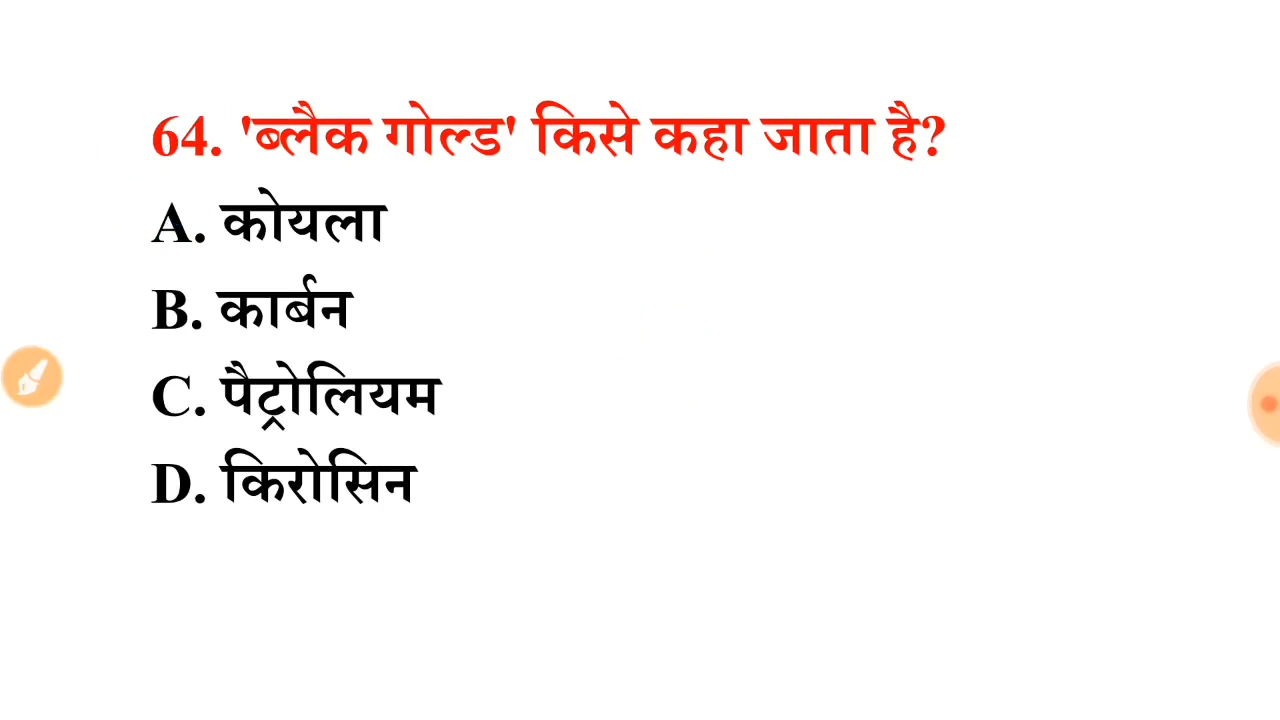 64. 'ब्लैक गोल्ड' किसे कहा जाता है?
A. कोयला
B. कार्बन
C. पैट्रोलियम
D. किरोसिन